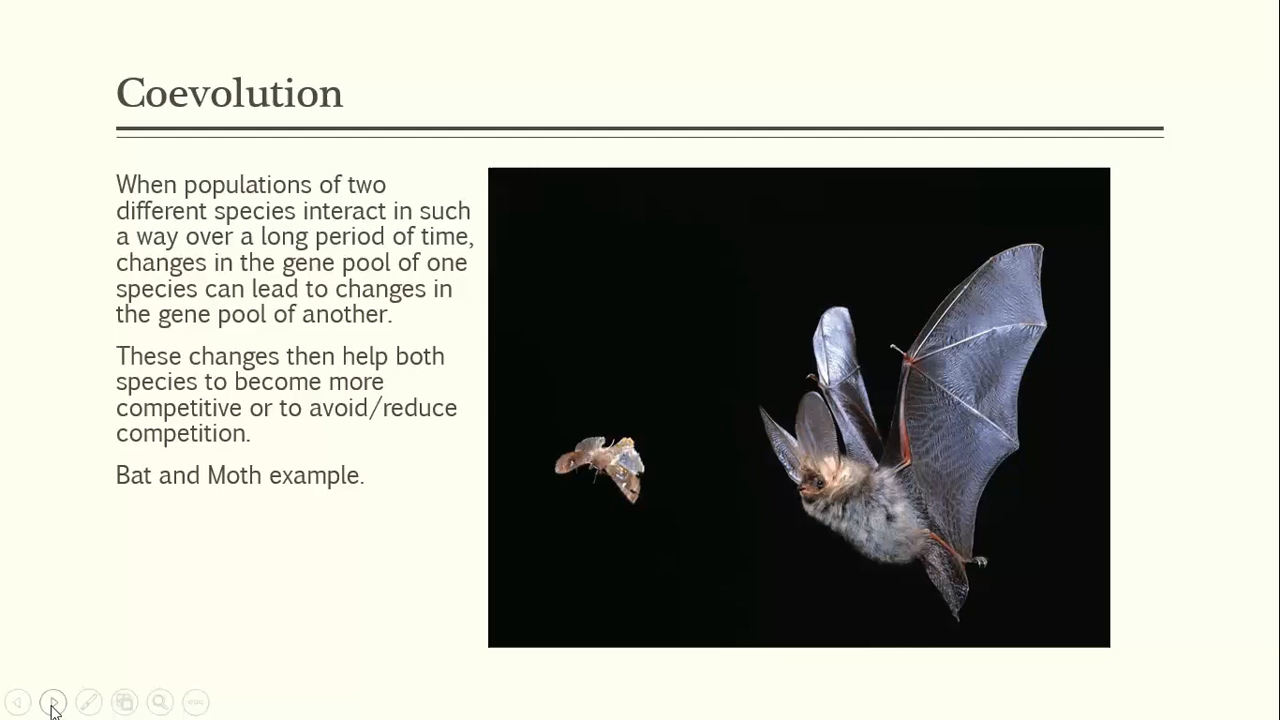 Coevolution
When populations of two
different species interact in such
a way over a long period of time,
changes in the gene pool of one
species can lead to changes in
the gene pool of another.
These changes then help both
species to become more
competitive or to avoid/reduce
competition.
Bat and Moth example.